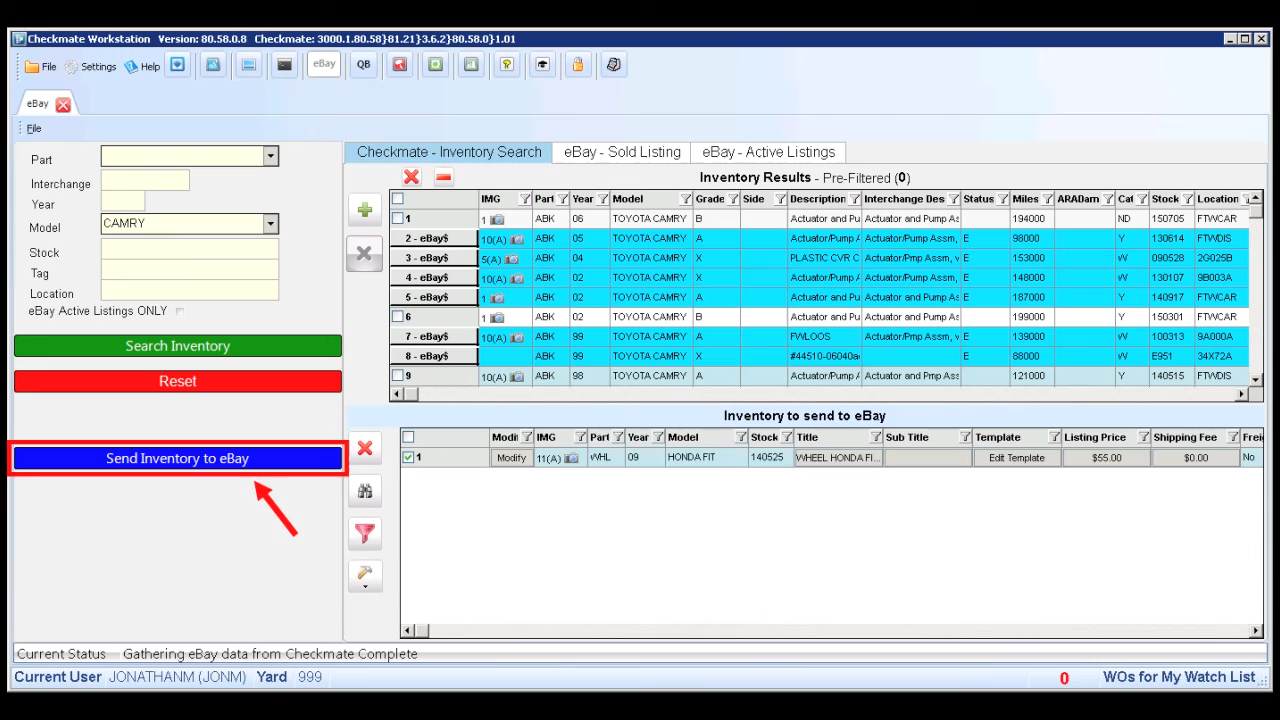 Checkmate Workstation Version: 80.58.0.8 Checkmate: 3000.1.80.58}81.21}3.6.2}80.58.0}1.01
File Settings Help eBay QB
eBay
File
Part
Interchange
Year
Model CAMRY
Stock
Tag
Location
eBay Active Listings ONLY
Search Inventory
Reset
Send Inventory to eBay
Checkmate - Inventory Search eBay - Sold Listing eBay - Active Listings
Inventory Results - Pre-Filtered (0)
IMG Part Year Model Grade Side Description Interchange Des Status Miles ARADam Cat Stock Location
1 1 ABK 06 TOYOTA CAMRY B Actuator and Pu Actuator and Pump As 194000 ND 150705 FTWCAR
2 - eBay$ 10(A) ABK 05 TOYOTA CAMRY A Actuator/Pump A Actuator/Pump Assm, E 98000 Y 130614 FTWDIS
3 - eBay$ 5(A) ABK 04 TOYOTA CAMRY X PLASTIC CVR C Actuator/Pmp Assm, v E 153000 W 090528 2G025B
4 - eBay$ 10(A) ABK 02 TOYOTA CAMRY X Actuator/Pump A Actuator/Pmp Assm, v E 148000 W 130107 9B003A
5 - eBay$ 1 ABK 02 TOYOTA CAMRY A Actuator and Pu Actuator and Pump As E 187000 Y 140917 FTWCAR
6 1 ABK 02 TOYOTA CAMRY B Actuator and Pu Actuator and Pump As 199000 Y 150301 FTWCAR
7 - eBay$ 10(A) ABK 99 TOYOTA CAMRY A FWLOOS Actuator/Pmp Assm, v E 139000 W 100313 9A000A
8 - eBay$ ABK 99 TOYOTA CAMRY X #44510-06040a E 88000 W E951 34X72A
9 10(A) ABK 98 TOYOTA CAMRY A Actuator/Pump A Actuator and Pmp Ass 121000 Y 140515 FTWDIS
Inventory to send to eBay
Modi IMG Part Year Model Stock Title Sub Title Template Listing Price Shipping Fee Frei
1 Modify 11(A) WHL 09 HONDA FIT 140525 WHEEL HONDA FI... Edit Template $55.00 $0.00 No
Current Status Gathering eBay data from Checkmate Complete
Current User JONATHANM (JONM) Yard 999 0 WOs for My Watch List